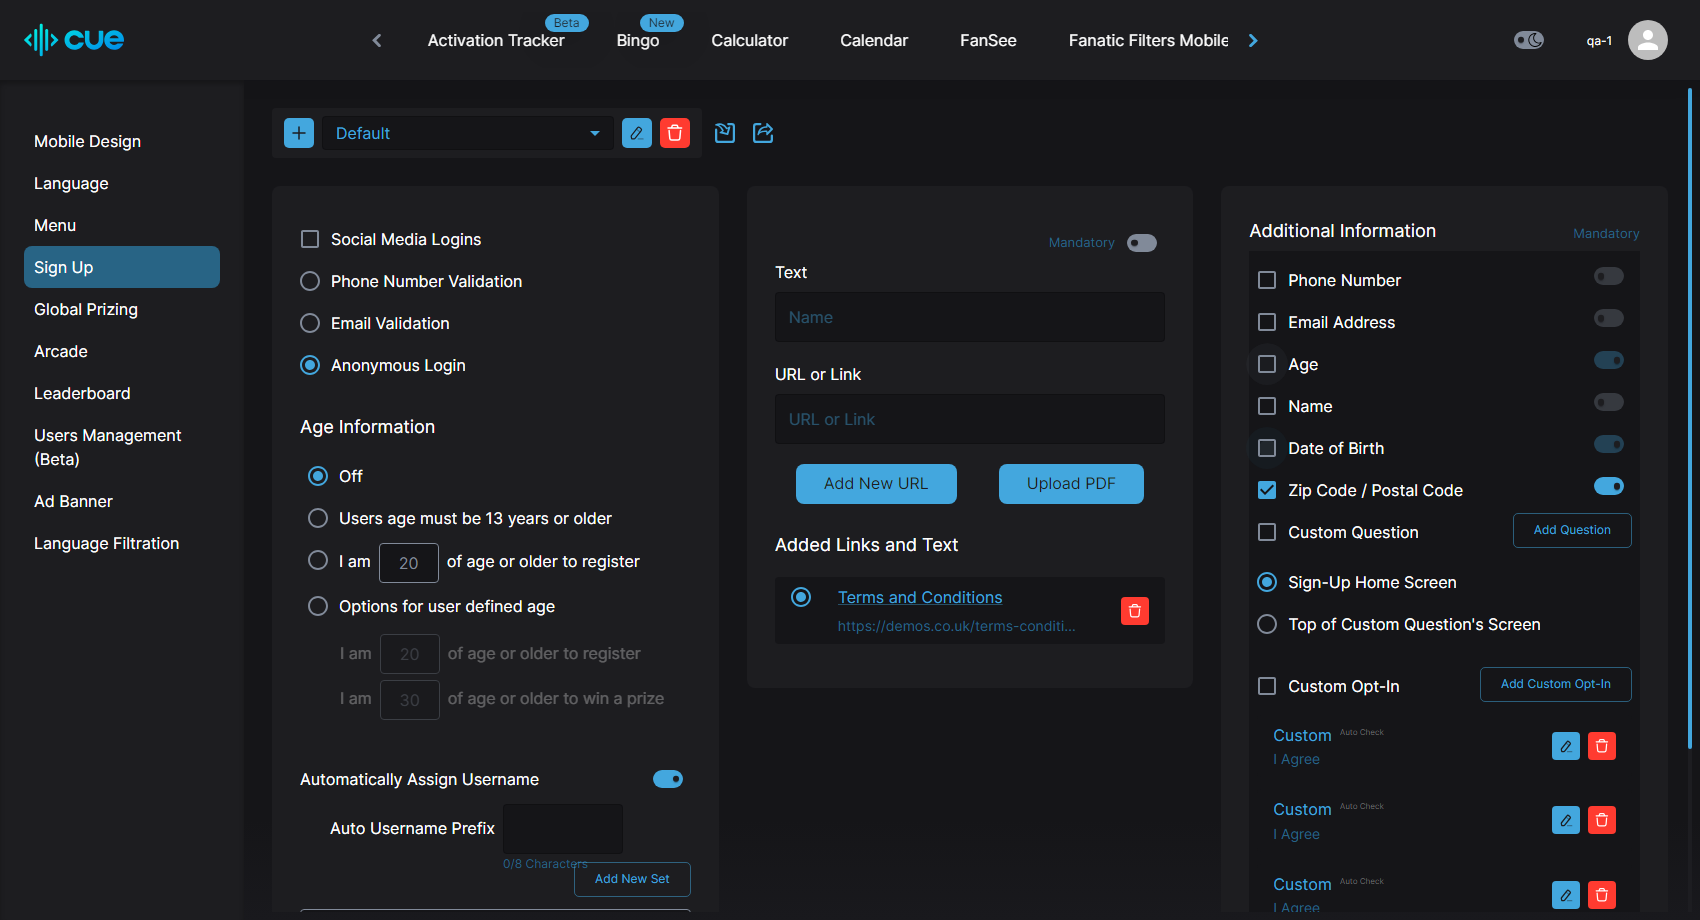 cue
Activation Tracker
Beta
Bingo
New
Calculator
Calendar
FanSee
Fanatic Filters Mobile
qa-1
Mobile Design
Language
Menu
Sign Up
Global Prizing
Arcade
Leaderboard
Users Management
(Beta)
Ad Banner
Language Filtration
Default
Social Media Logins
Phone Number Validation
Email Validation
Anonymous Login
Age Information
Off
Users age must be 13 years or older
I am 20 of age or older to register
Options for user defined age
I am 20 of age or older to register
I am 30 of age or older to win a prize
Automatically Assign Username
Auto Username Prefix
0/8 Characters
Add New Set
Mandatory
Text
Name
URL or Link
URL or Link
Add New URL
Upload PDF
Added Links and Text
Terms and Conditions
https://demos.co.uk/terms-conditi...
Additional Information
Mandatory
Phone Number
Email Address
Age
Name
Date of Birth
Zip Code / Postal Code
Custom Question
Add Question
Sign-Up Home Screen
Top of Custom Question's Screen
Custom Opt-In
Add Custom Opt-In
Custom Auto Check
I Agree
Custom Auto Check
I Agree
Custom Auto Check
I Agree